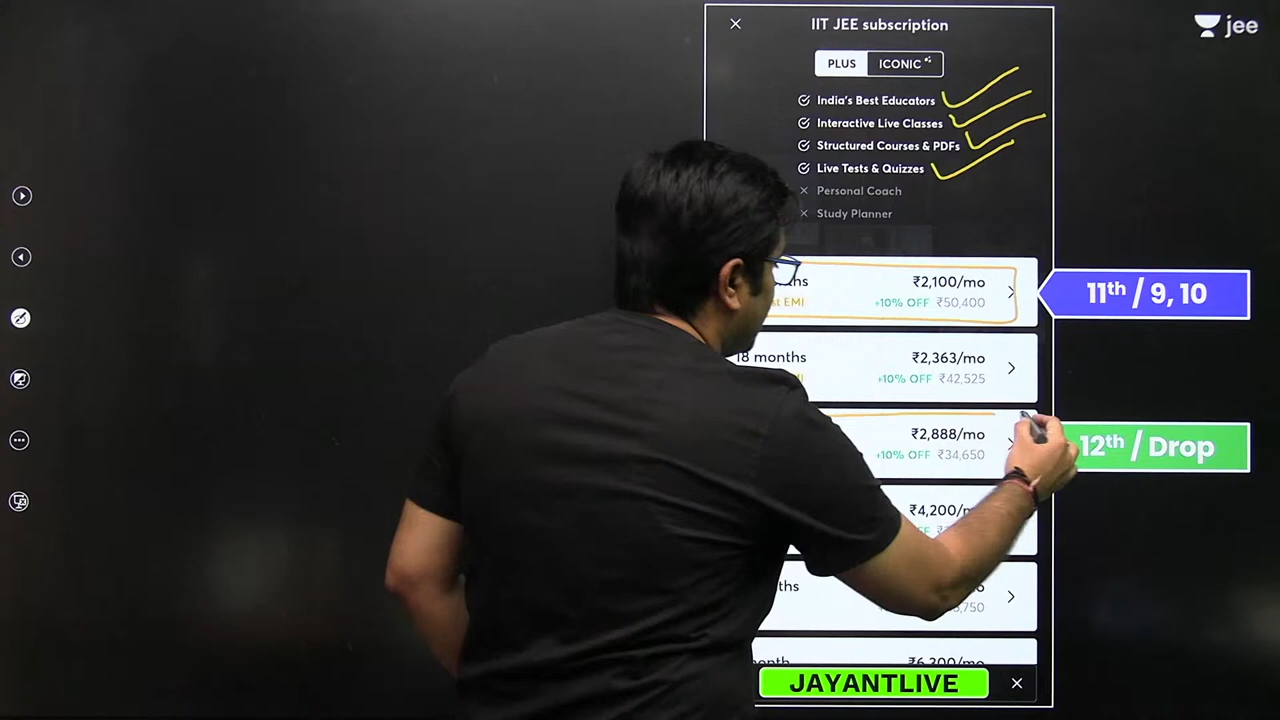 IIT JEE subscription
jee
PLUS
ICONIC
India's Best Educators
Interactive Live Classes
Structured Courses & PDFs
Live Tests & Quizzes
Personal Coach
Study Planner
₹2,100/mo
EMI
+10% OFF ₹50,400
11th / 9, 10
18 months
₹2,363/mo
+10% OFF ₹42,525
₹2,888/mo
+10% OFF ₹34,650
12th / Drop
₹4,200/
JAYANTLIVE